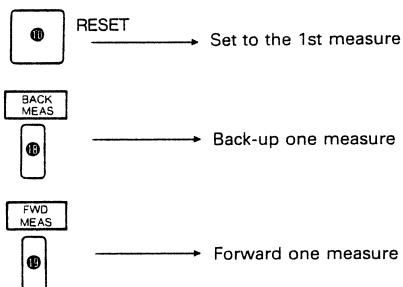 ❿ RESET Set to the 1st measure
BACK
MEAS
⓲ Back-up one measure
FWD
MEAS
⓳ Forward one measure